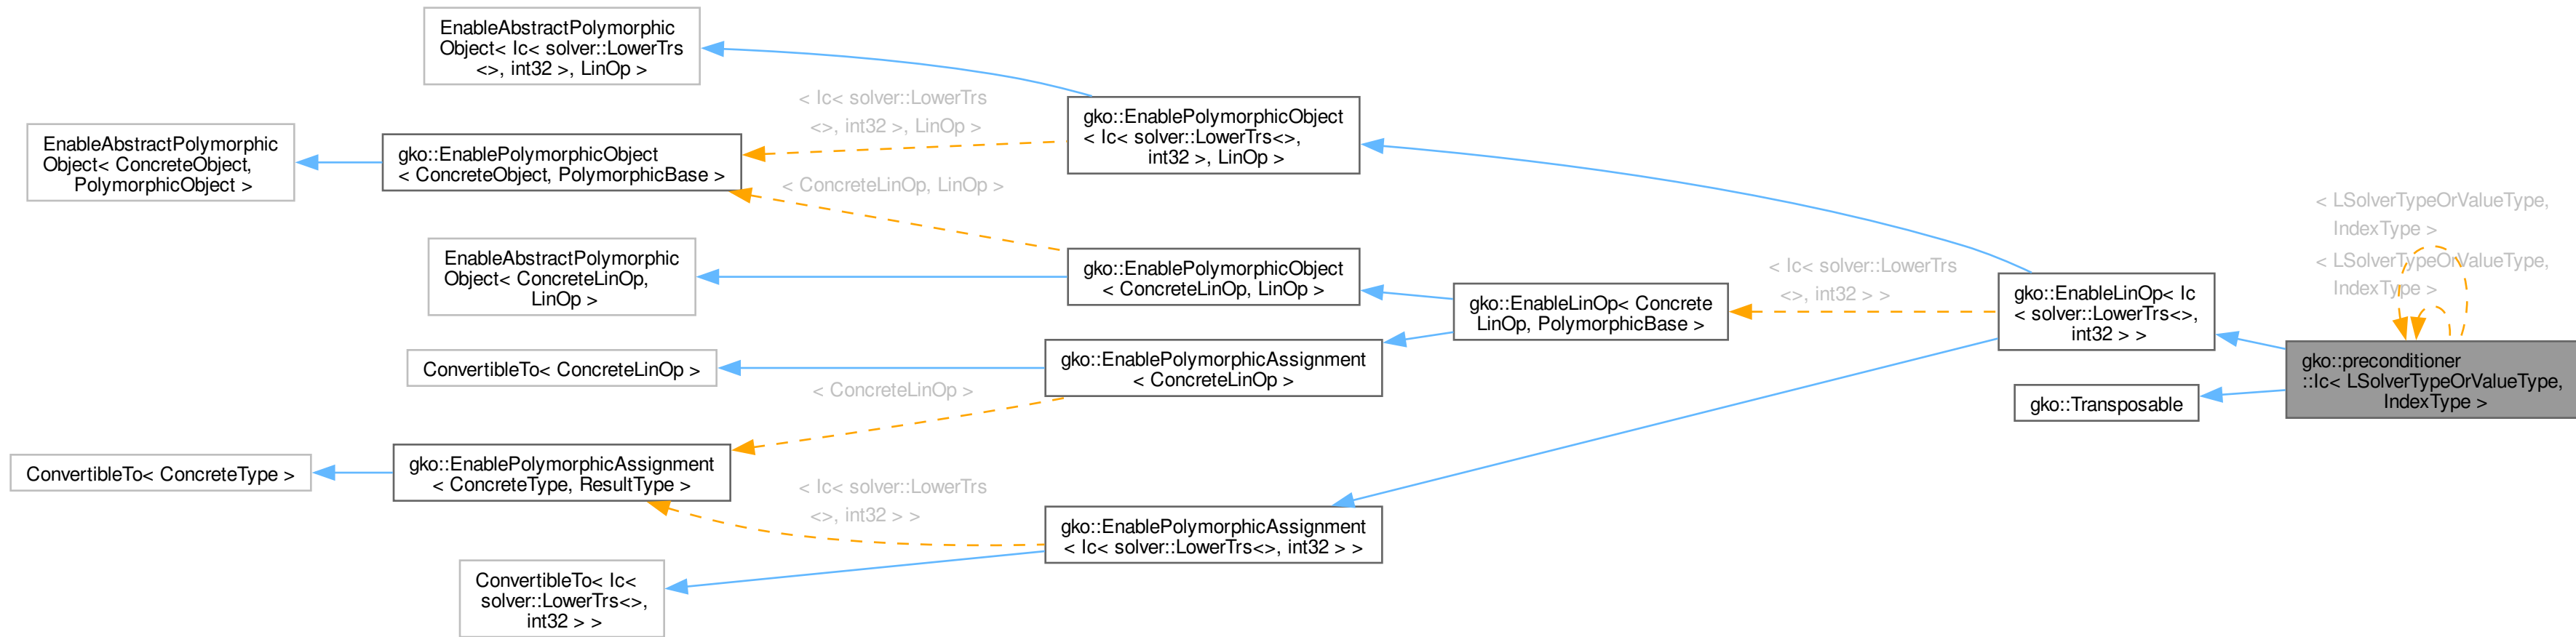 EnableAbstractPolymorphic
Object< Ic< solver::LowerTrs
<>, int32 >, LinOp >
EnableAbstractPolymorphic
Object< ConcreteObject,
PolymorphicObject >
gko::EnablePolymorphicObject
< ConcreteObject, PolymorphicBase >
< Ic< solver::LowerTrs
<>, int32 >, LinOp >
< ConcreteLinOp, LinOp >
gko::EnablePolymorphicObject
< Ic< solver::LowerTrs<>,
int32 >, LinOp >
EnableAbstractPolymorphic
Object< ConcreteLinOp,
LinOp >
gko::EnablePolymorphicObject
< ConcreteLinOp, LinOp >
ConvertibleTo< ConcreteLinOp >
gko::EnablePolymorphicAssignment
< ConcreteLinOp >
< ConcreteLinOp >
gko::EnableLinOp< Concrete
LinOp, PolymorphicBase >
< Ic< solver::LowerTrs
<>, int32 > >
gko::EnableLinOp< Ic
< solver::LowerTrs<>,
int32 > >
gko::Transposable
< LSolverTypeOrValueType,
IndexType >
< LSolverTypeOrValueType,
IndexType >
gko::preconditioner
::Ic< LSolverTypeOrValueType,
IndexType >
ConvertibleTo< ConcreteType >
gko::EnablePolymorphicAssignment
< ConcreteType, ResultType >
< Ic< solver::LowerTrs
<>, int32 > >
gko::EnablePolymorphicAssignment
< Ic< solver::LowerTrs<>, int32 > >
ConvertibleTo< Ic<
solver::LowerTrs<>,
int32 > >